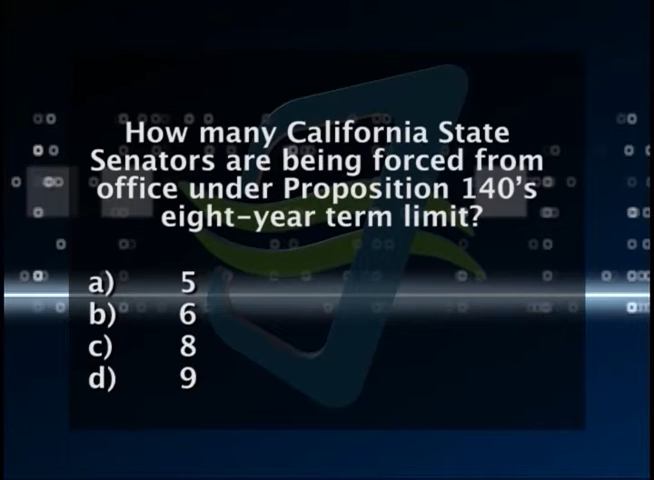 How many California State
Senators are being forced from
office under Proposition 140's
eight-year term limit?
a) 5
b) 6
c) 8
d) 9